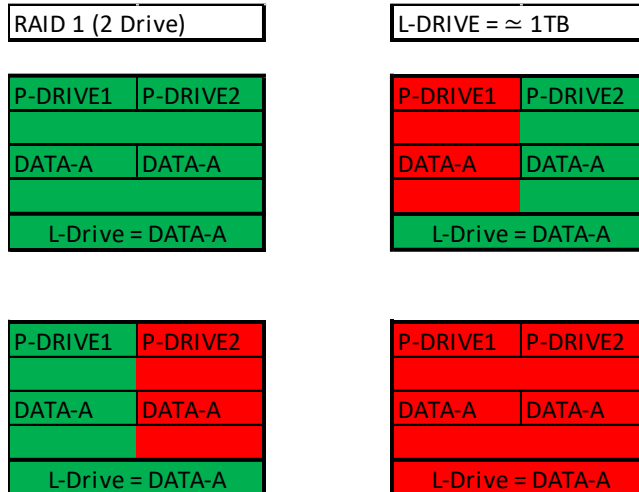 RAID 1 (2 Drive)
L-DRIVE = ≃ 1TB
P-DRIVE1 P-DRIVE2
DATA-A DATA-A
L-Drive = DATA-A
P-DRIVE1 P-DRIVE2
DATA-A DATA-A
L-Drive = DATA-A
P-DRIVE1 P-DRIVE2
DATA-A DATA-A
L-Drive = DATA-A
P-DRIVE1 P-DRIVE2
DATA-A DATA-A
L-Drive = DATA-A